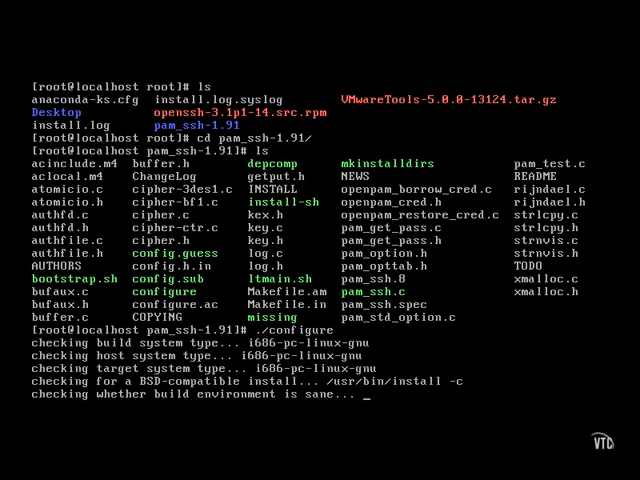 [root@localhost root]# ls
anaconda-ks.cfg install.log.syslog VMwareTools-5.0.0-13124.tar.gz
Desktop openssh-3.1p1-14.src.rpm
install.log pam_ssh-1.91
[root@localhost root]# cd pam_ssh-1.91/
[root@localhost pam_ssh-1.91]# ls
acinclude.m4 buffer.h depcomp mkinstalldirs pam_test.c
aclocal.m4 ChangeLog getput.h NEWS README
atomicio.c cipher-3des1.c INSTALL openpam_borrow_cred.c rijndael.c
atomicio.h cipher-bf1.c install-sh openpam_cred.h rijndael.h
authfd.c cipher.c kex.h openpam_restore_cred.c strlcpy.c
authfd.h cipher-ctr.c key.c pam_get_pass.c strlcpy.h
authfile.c cipher.h key.h pam_get_pass.h strnvis.c
authfile.h config.guess log.c pam_option.h strnvis.h
AUTHORS config.h.in log.h pam_opttab.h TODO
bootstrap.sh config.sub ltmain.sh pam_ssh.8 xmalloc.c
bufaux.c configure Makefile.am pam_ssh.c xmalloc.h
bufaux.h configure.ac Makefile.in pam_ssh.spec
buffer.c COPYING missing pam_std_option.c
[root@localhost pam_ssh-1.91]# ./configure
checking build system type... i686-pc-linux-gnu
checking host system type... i686-pc-linux-gnu
checking target system type... i686-pc-linux-gnu
checking for a BSD-compatible install... /usr/bin/install -c
checking whether build environment is sane... _
VTC